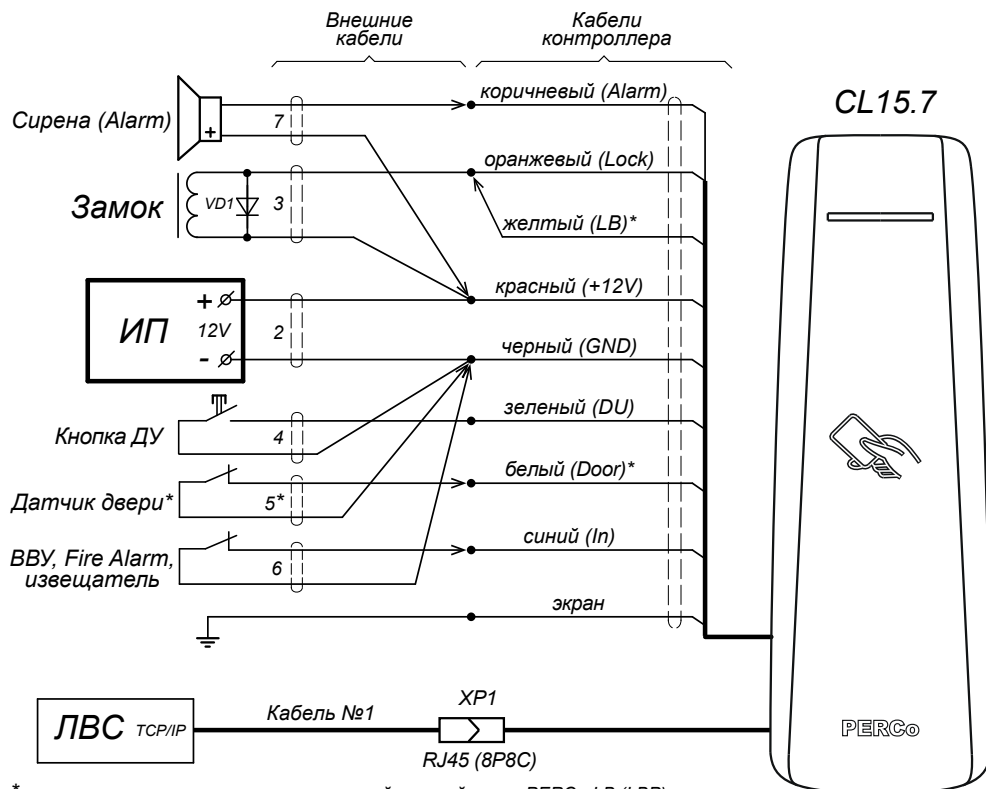 Внешние
кабели
Кабели
контроллера
CL15.7
Сирена (Alarm)
+
7
коричневый (Alarm)
Замок
VD1
3
оранжевый (Lock)
желтый (LB)*
ИП
+
12V
-
2
красный (+12V)
черный (GND)
Кнопка ДУ
4
зеленый (DU)
Датчик двери*
5*
белый (Door)*
ВВУ, Fire Alarm,
извещатель
6
синий (In)
экран
ЛВС TCP/IP
Кабель №1
XP1
RJ45 (8P8C)
PERCo
*